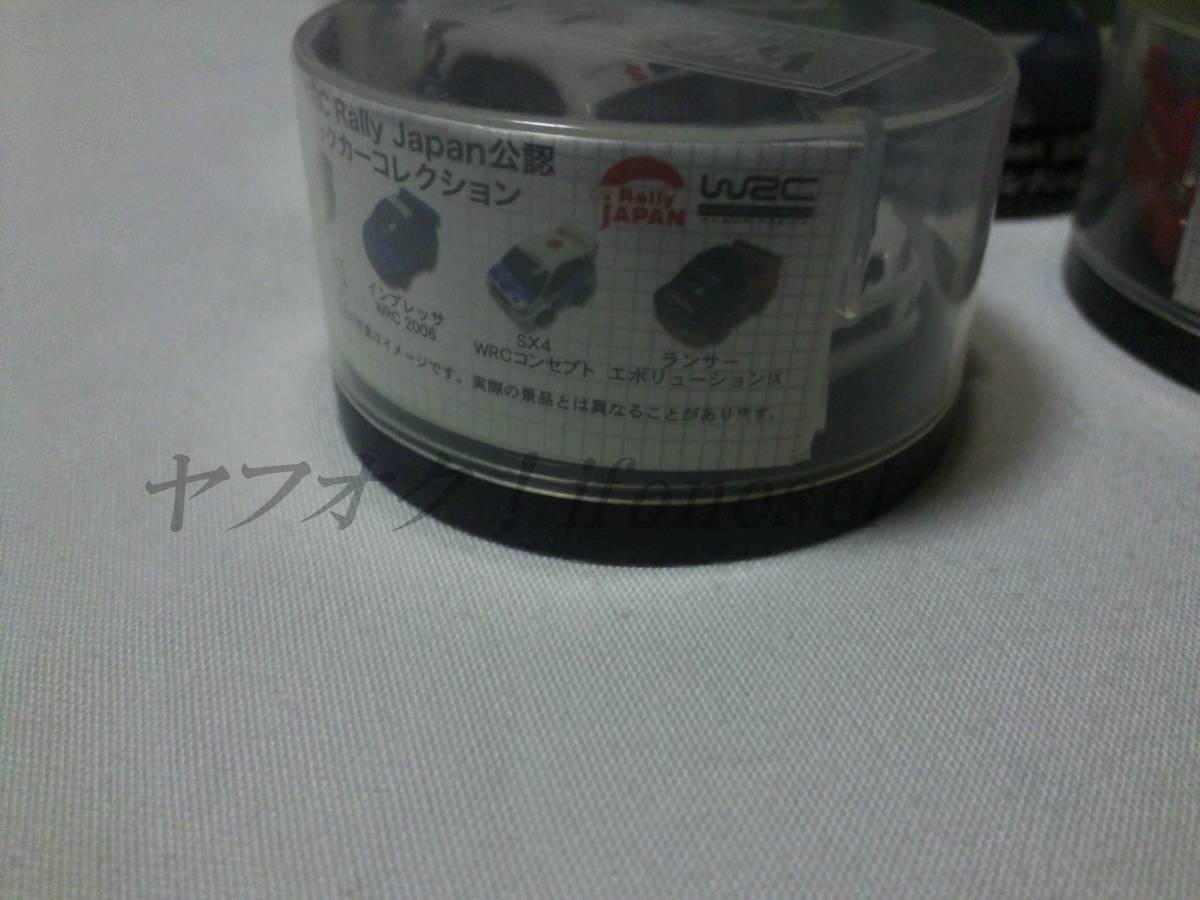 RC Rally Japan公認
ックカーコレクション
Rally
JAPAN
WRC
インプレッサ
WRC 2006
SX4
WRCコンセプト
ランサー
エボリューションIX
はイメージです。実際の景品とは異なることがあります。
ヤフオク！ifonesel